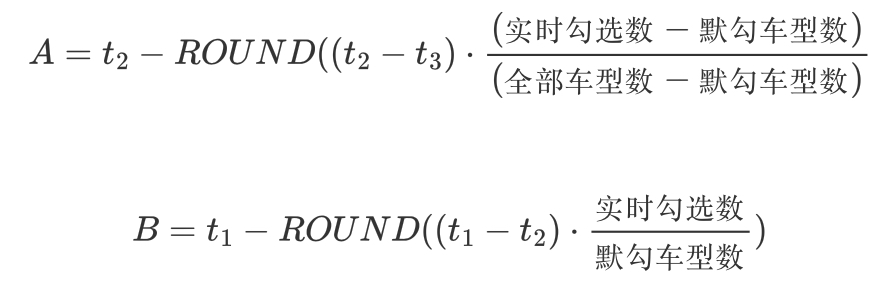 A = t₂ − ROUND((t₂ − t₃) · (实时勾选数 − 默勾车型数)
(全部车型数 − 默勾车型数)
B = t₁ − ROUND((t₁ − t₂) · 实时勾选数
默勾车型数 )